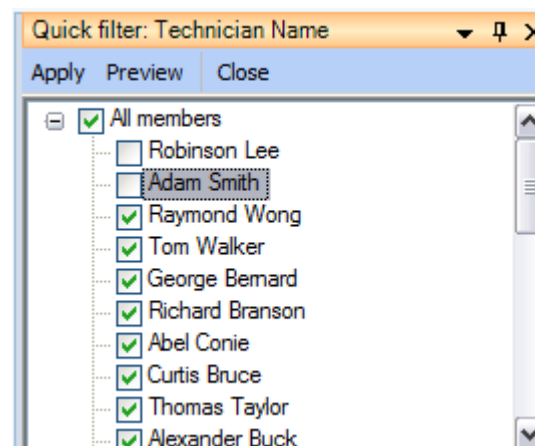 Quick filter: Technician Name
Apply Preview Close
All members
Robinson Lee
Adam Smith
Raymond Wong
Tom Walker
George Bernard
Richard Branson
Abel Conie
Curtis Bruce
Thomas Taylor
Alexander Buck